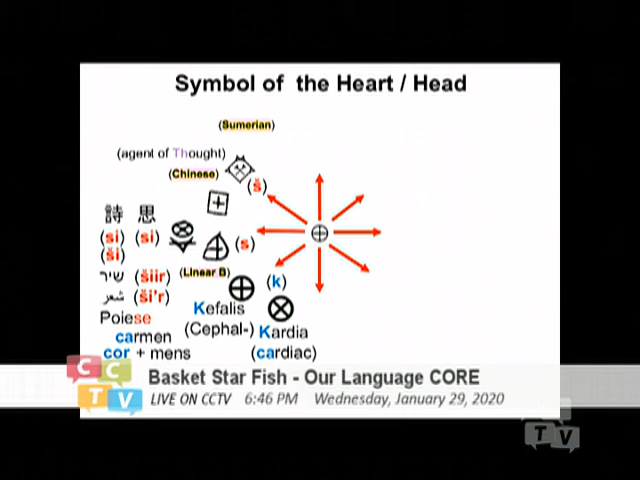 Symbol of the Heart / Head
(Sumerian)
(agent of Thought)
(Chinese)
(š)
詩 思
(si) (si) (s)
(ši)
(Linear B)
שיר (šiir)
(k)
شعر (ši'r)
Kefalis
Poiese
(Cephal-) Kardia
carmen
cor + mens
(cardiac)
CCTV
Basket Star Fish - Our Language CORE
LIVE ON CCTV 6:46 PM Wednesday, January 29, 2020
TV